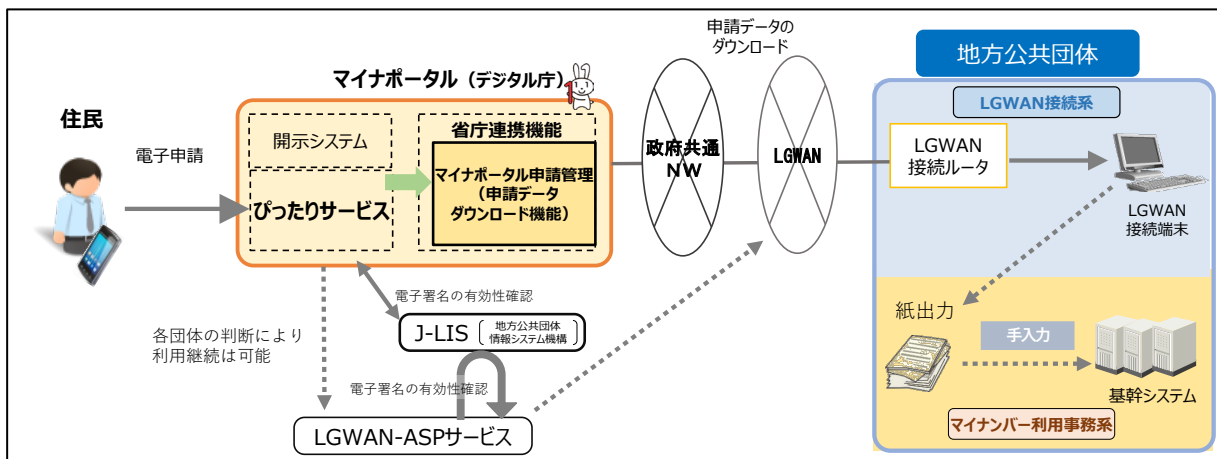 申請データの
ダウンロード
地方公共団体
マイナポータル（デジタル庁）
LGWAN接続系
住民
電子申請
開示システム
省庁連携機能
ぴったりサービス
マイナポータル申請管理
（申請データ
ダウンロード機能）
政府共通
NW
LGWAN
LGWAN
接続ルータ
LGWAN
接続端末
電子署名の有効性確認
各団体の判断により
利用継続は可能
J-LIS
地方公共団体
情報システム機構
電子署名の有効性確認
LGWAN-ASPサービス
紙出力
手入力
基幹システム
マイナンバー利用事務系